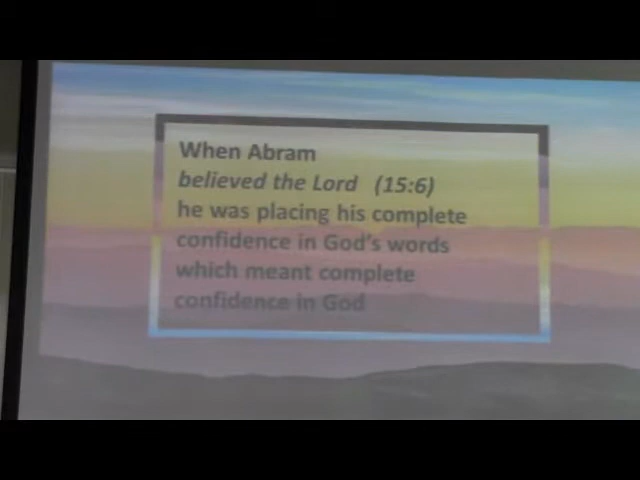 When Abram
believed the Lord (15:6)
he was placing his complete
confidence in God's words
which meant complete
confidence in God